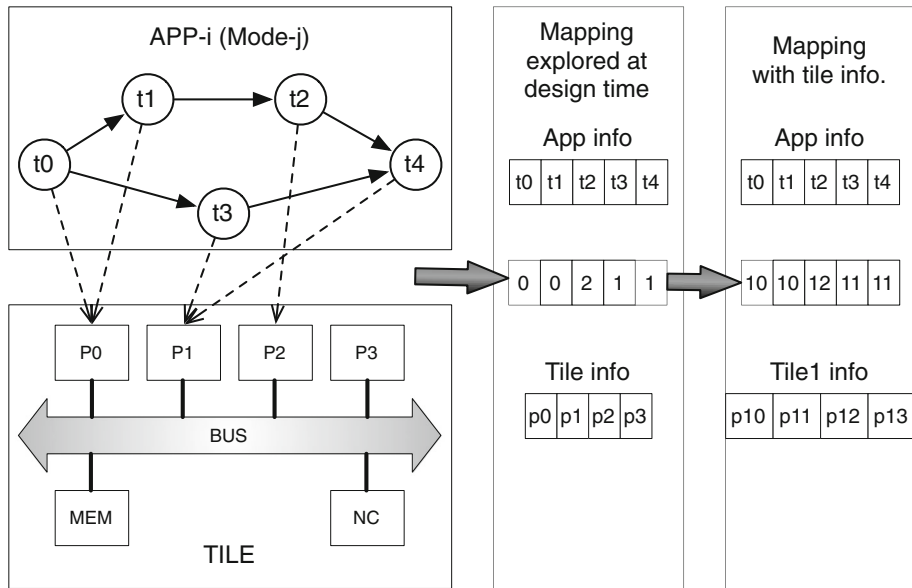 APP-i (Mode-j)
t1
t2
t0
t4
t3
P0
P1
P2
P3
BUS
MEM
NC
TILE
Mapping
explored at
design time
App info
t0 t1 t2 t3 t4
0 0 2 1 1
Tile info
p0 p1 p2 p3
Mapping
with tile info.
App info
t0 t1 t2 t3 t4
10 10 12 11 11
Tile1 info
p10 p11 p12 p13